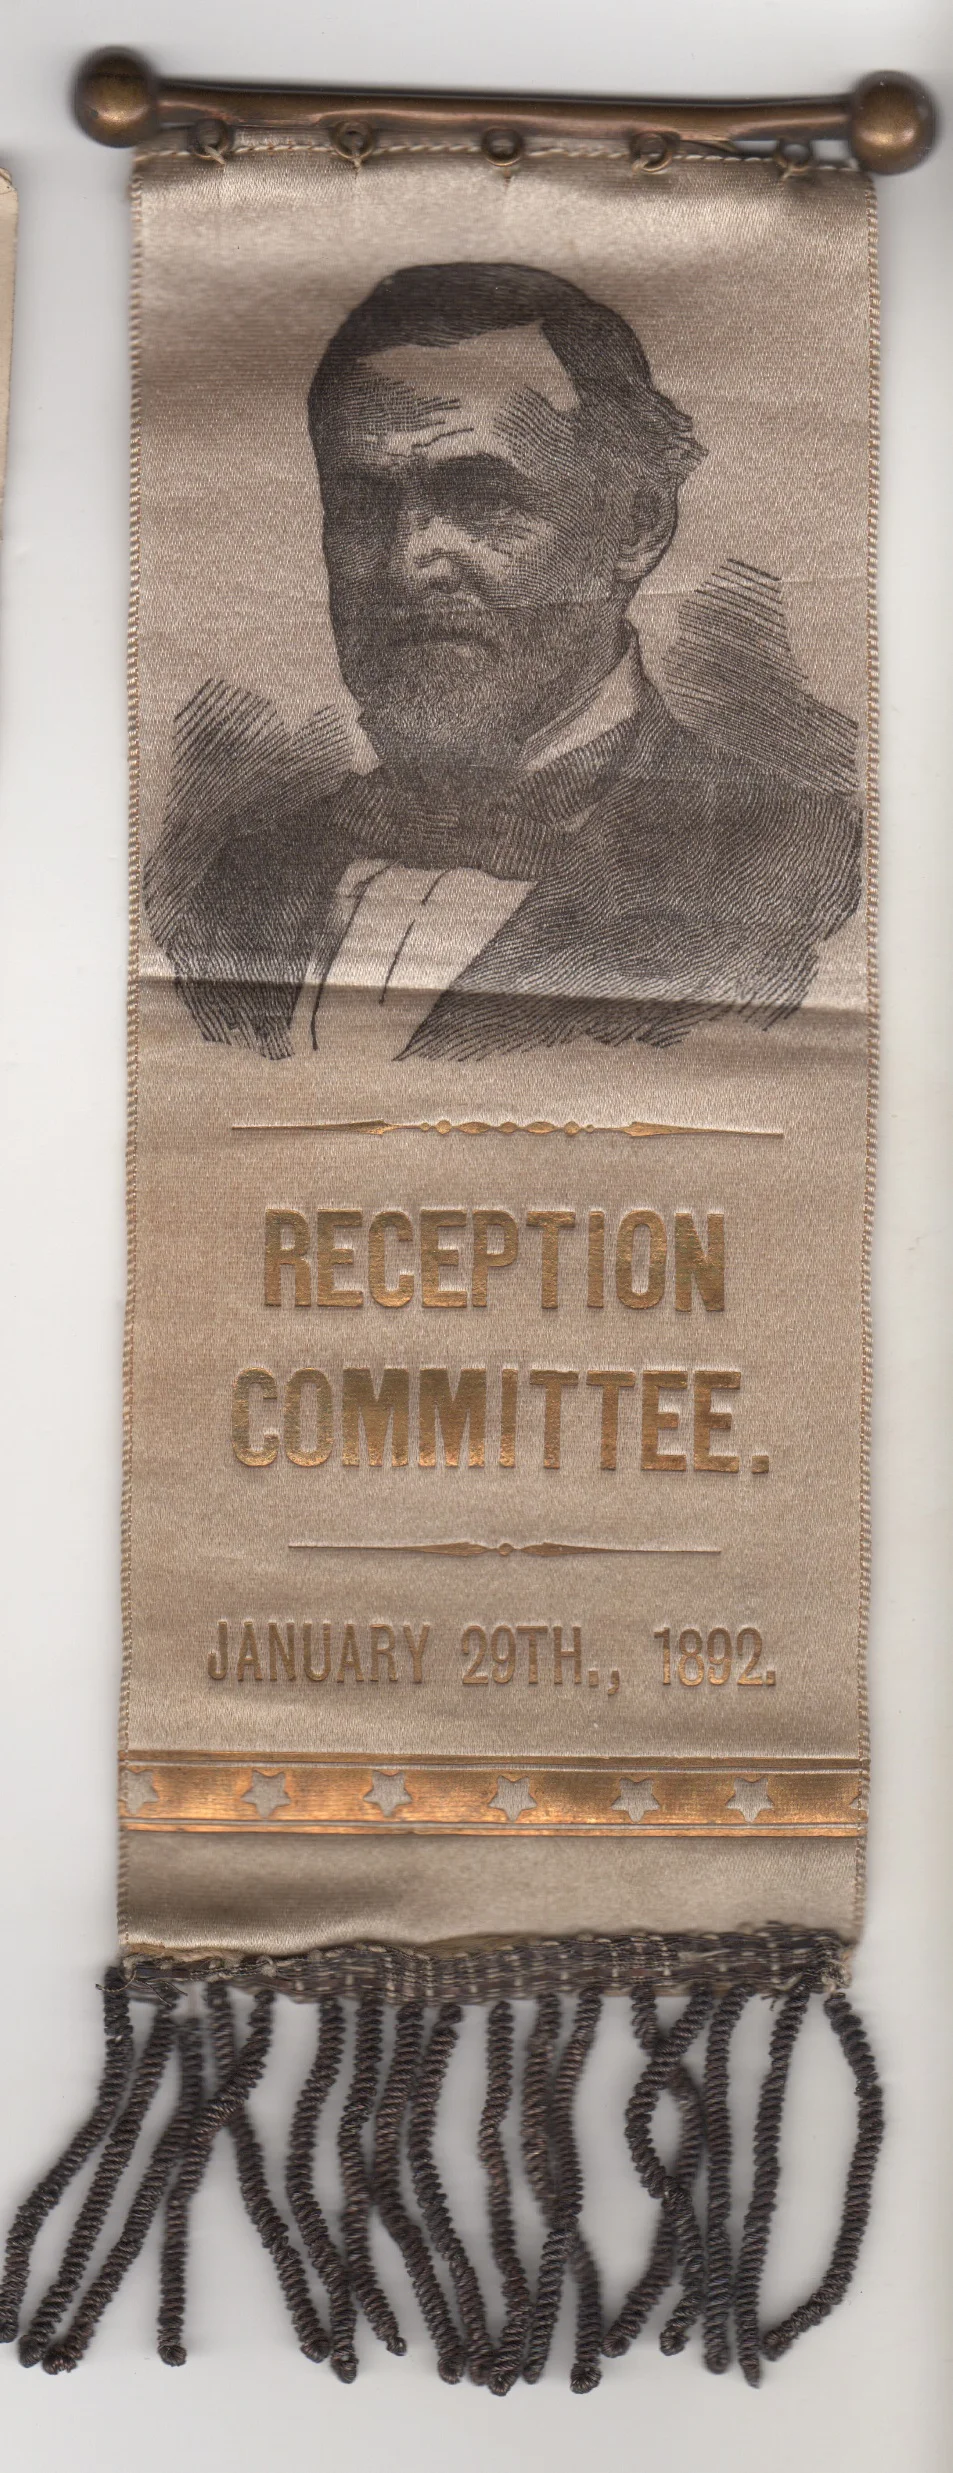 RECEPTION
COMMITTEE.
JANUARY 29TH., 1892.